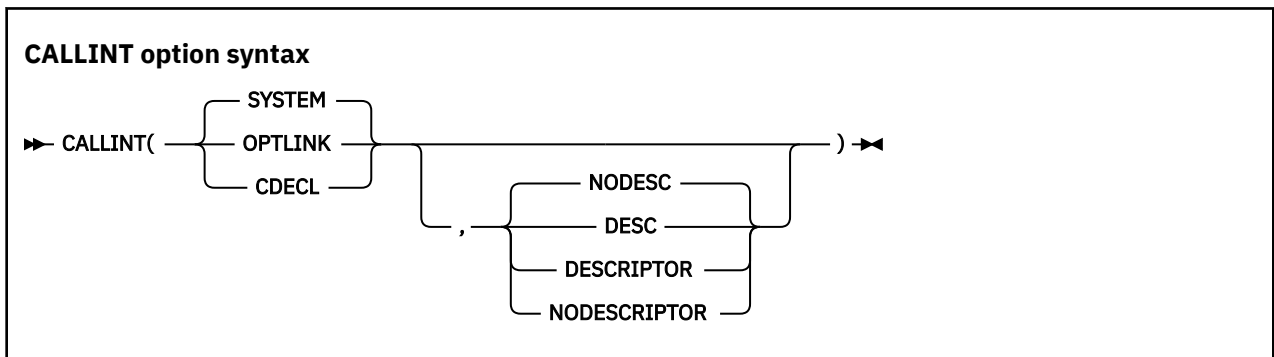 CALLINT option syntax
SYSTEM
CALLINT( OPTLINK )
CDECL
NODESC
, DESC
DESCRIPTOR
NODESCRIPTOR